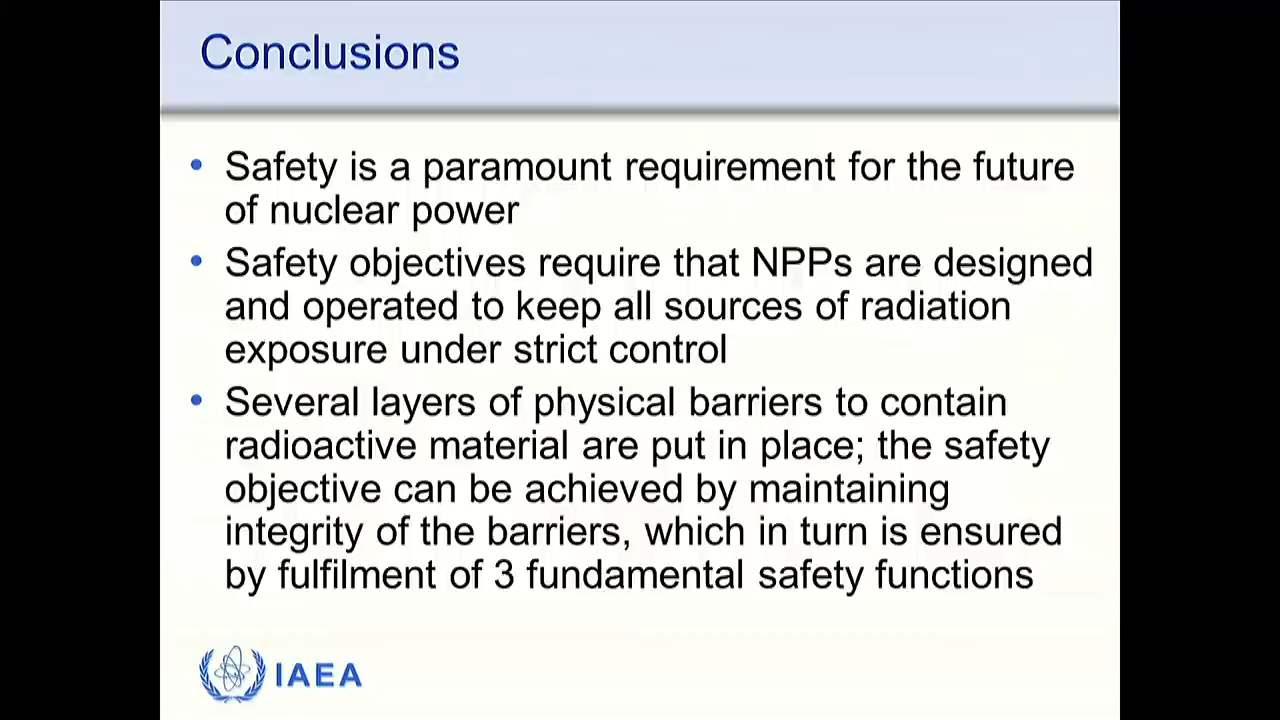 Conclusions
• Safety is a paramount requirement for the future
of nuclear power
• Safety objectives require that NPPs are designed
and operated to keep all sources of radiation
exposure under strict control
• Several layers of physical barriers to contain
radioactive material are put in place; the safety
objective can be achieved by maintaining
integrity of the barriers, which in turn is ensured
by fulfilment of 3 fundamental safety functions
IAEA